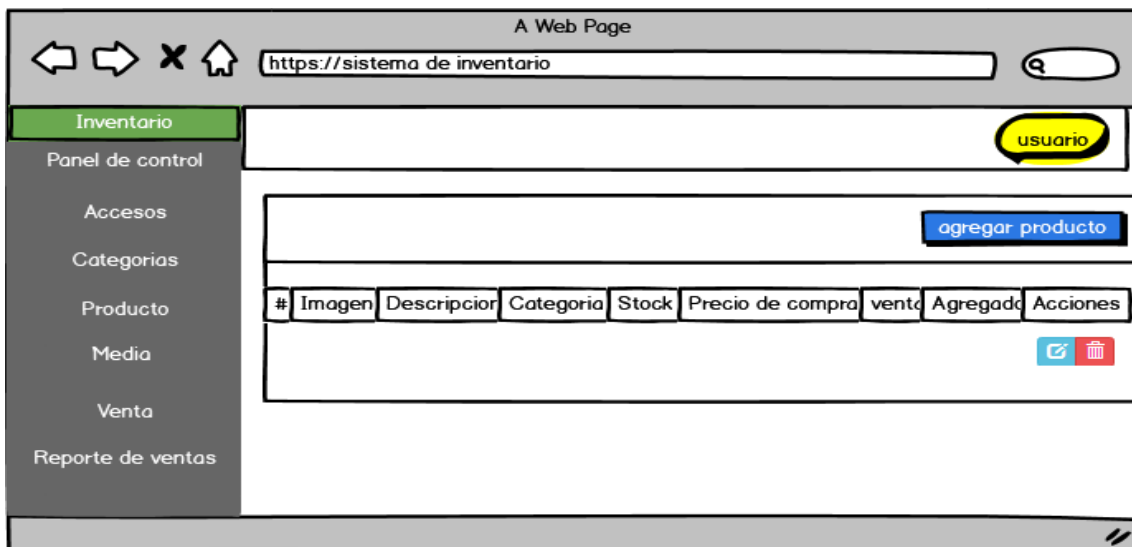 A Web Page
https://sistema de inventario
Inventario
usuario
Panel de control
Accesos
agregar producto
Categorias
# Imagen Descripcion Categoria Stock Precio de compra venta Agregado Acciones
Producto
Media
Venta
Reporte de ventas